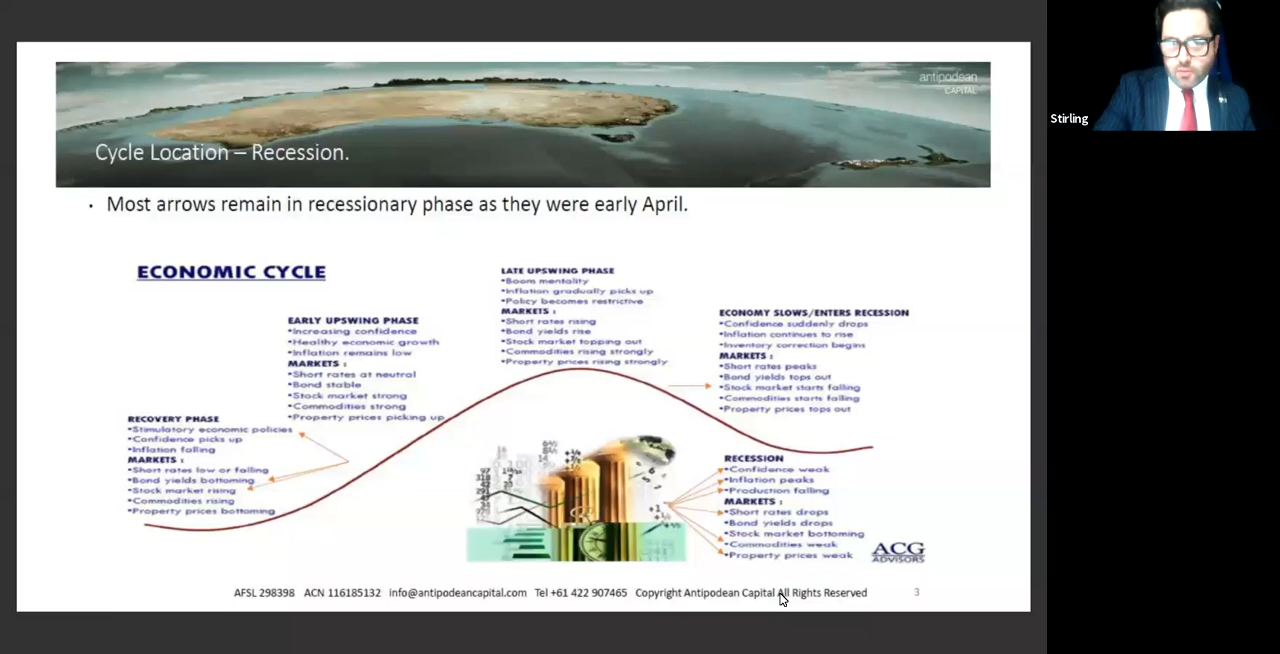 antipodean
CAPITAL
Stirling
Cycle Location – Recession.
• Most arrows remain in recessionary phase as they were early April.
ECONOMIC CYCLE
LATE UPSWING PHASE
•Boom mentality
•Inflation gradually picks up
•Policy becomes restrictive
MARKETS :
•Short rates rising
•Bond yields rise
•Stock market topping out
•Commodities rising strongly
•Property prices rising strongly
ECONOMY SLOWS/ENTERS RECESSION
•Confidence suddenly drops
•Inflation continues to rise
•Inventory correction begins
MARKETS :
•Short rates peaks
•Bond yields tops out
•Stock market starts falling
•Commodities starts falling
•Property prices tops out
EARLY UPSWING PHASE
•Increasing confidence
•Healthy economic growth
•Inflation remains low
MARKETS :
•Short rates at neutral
•Bond stable
•Stock market strong
•Commodities strong
•Property prices picking up
RECOVERY PHASE
•Stimulatory economic policies
•Confidence picks up
•Inflation falling
MARKETS :
•Short rates low or falling
•Bond yields bottoming
•Stock market rising
•Commodities rising
•Property prices bottoming
RECESSION
•Confidence weak
•Inflation peaks
•Production falling
MARKETS :
•Short rates drops
•Bond yields drops
•Stock market bottoming
•Commodities weak
•Property prices weak
ACG
ADVISORS
AFSL 298398 ACN 116185132 info@antipodeancapital.com Tel +61 422 907465 Copyright Antipodean Capital All Rights Reserved
3